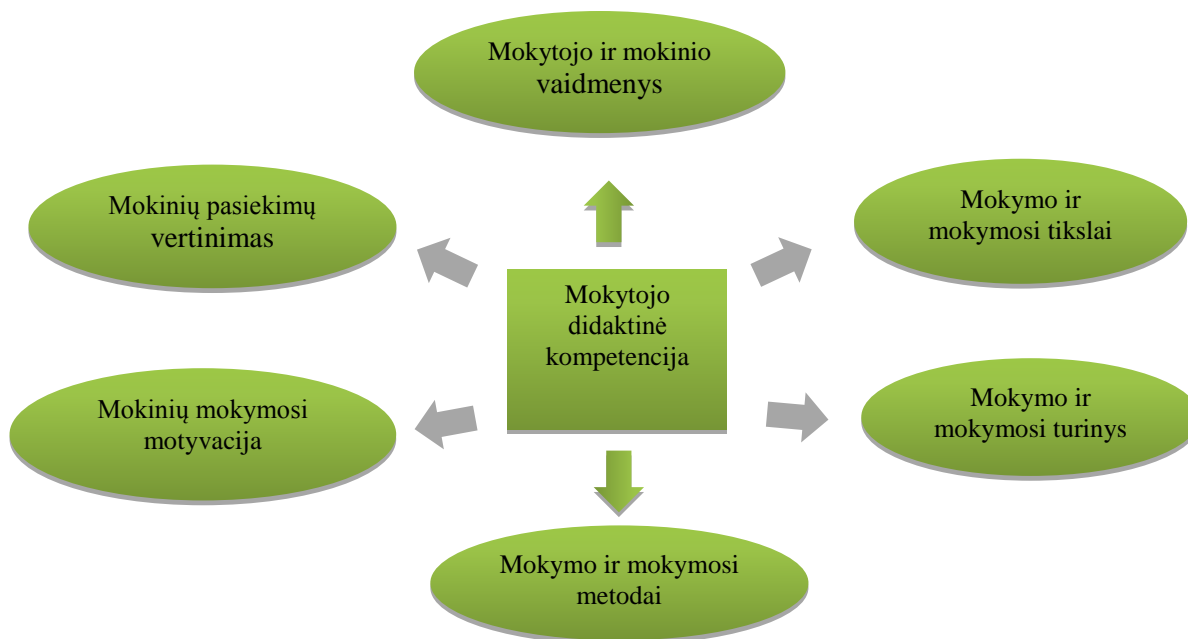 Mokytojo ir mokinio
vaidmenys
Mokinių pasiekimų
vertinimas
Mokymo ir
mokymosi tikslai
Mokytojo
didaktinė
kompetencija
Mokinių mokymosi
motyvacija
Mokymo ir
mokymosi turinys
Mokymo ir mokymosi
metodai